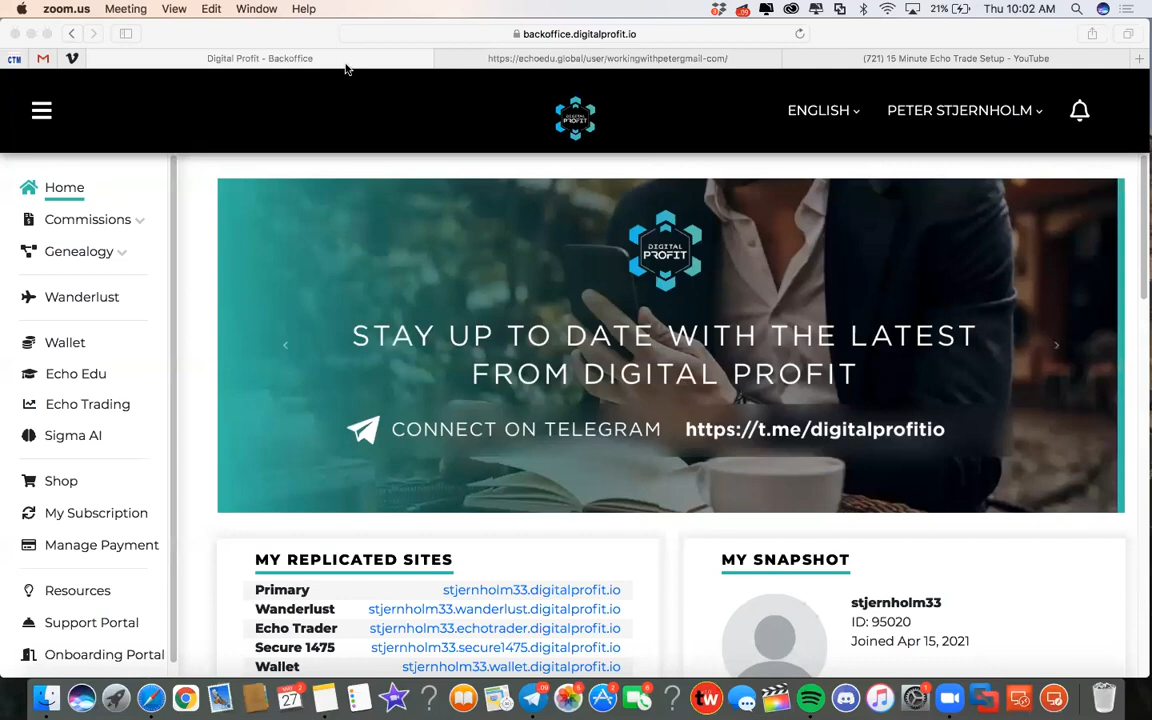 zoom.us Meeting View Edit Window Help 21% Thu 10:02 AM
backoffice.digitalprofit.io
CTM Digital Profit - Backoffice https://echoedu.global/user/workingwithpetergmail-com/ (721) 15 Minute Echo Trade Setup - YouTube
DIGITAL
PROFIT
ENGLISH PETER STJERNHOLM
Home
Commissions
Genealogy
Wanderlust
Wallet
Echo Edu
Echo Trading
Sigma AI
Shop
My Subscription
Manage Payment
Resources
Support Portal
Onboarding Portal
DIGITAL
PROFIT
STAY UP TO DATE WITH THE LATEST
FROM DIGITAL PROFIT
CONNECT ON TELEGRAM https://t.me/digitalprofitio
MY REPLICATED SITES
Primary stjernholm33.digitalprofit.io
Wanderlust stjernholm33.wanderlust.digitalprofit.io
Echo Trader stjernholm33.echotrader.digitalprofit.io
Secure 1475 stjernholm33.secure1475.digitalprofit.io
Wallet stjernholm33.wallet.digitalprofit.io
MY SNAPSHOT
stjernholm33
ID: 95020
Joined Apr 15, 2021
27
tw